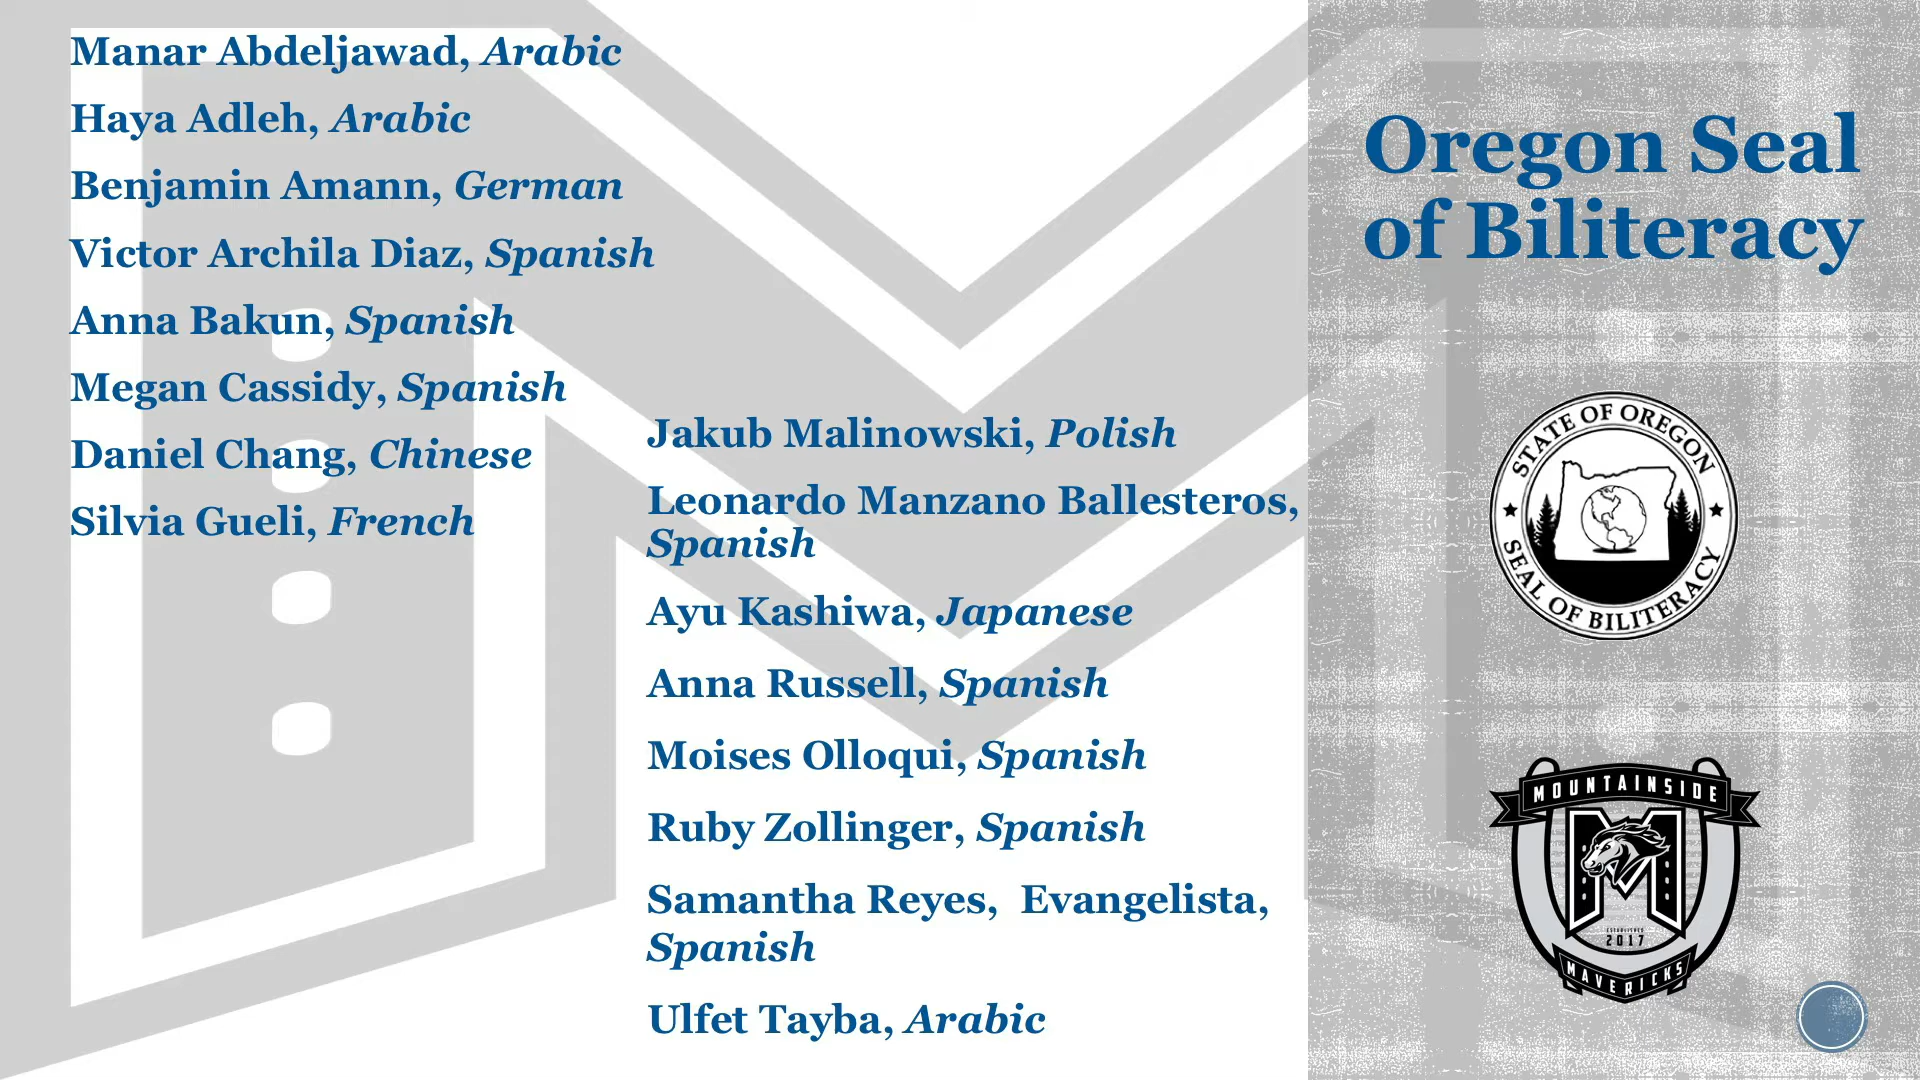 Manar Abdeljawad, Arabic
Haya Adleh, Arabic
Benjamin Amann, German
Victor Archila Diaz, Spanish
Anna Bakun, Spanish
Megan Cassidy, Spanish
Daniel Chang, Chinese
Silvia Gueli, French
Jakub Malinowski, Polish
Leonardo Manzano Ballesteros,
Spanish
Ayu Kashiwa, Japanese
Anna Russell, Spanish
Moises Olloqui, Spanish
Ruby Zollinger, Spanish
Samantha Reyes,  Evangelista,
Spanish
Ulfet Tayba, Arabic
Oregon Seal
of Biliteracy
STATE OF OREGON
SEAL OF BILITERACY
MOUNTAINSIDE
M
ESTABLISHED
2017
MAVERICKS